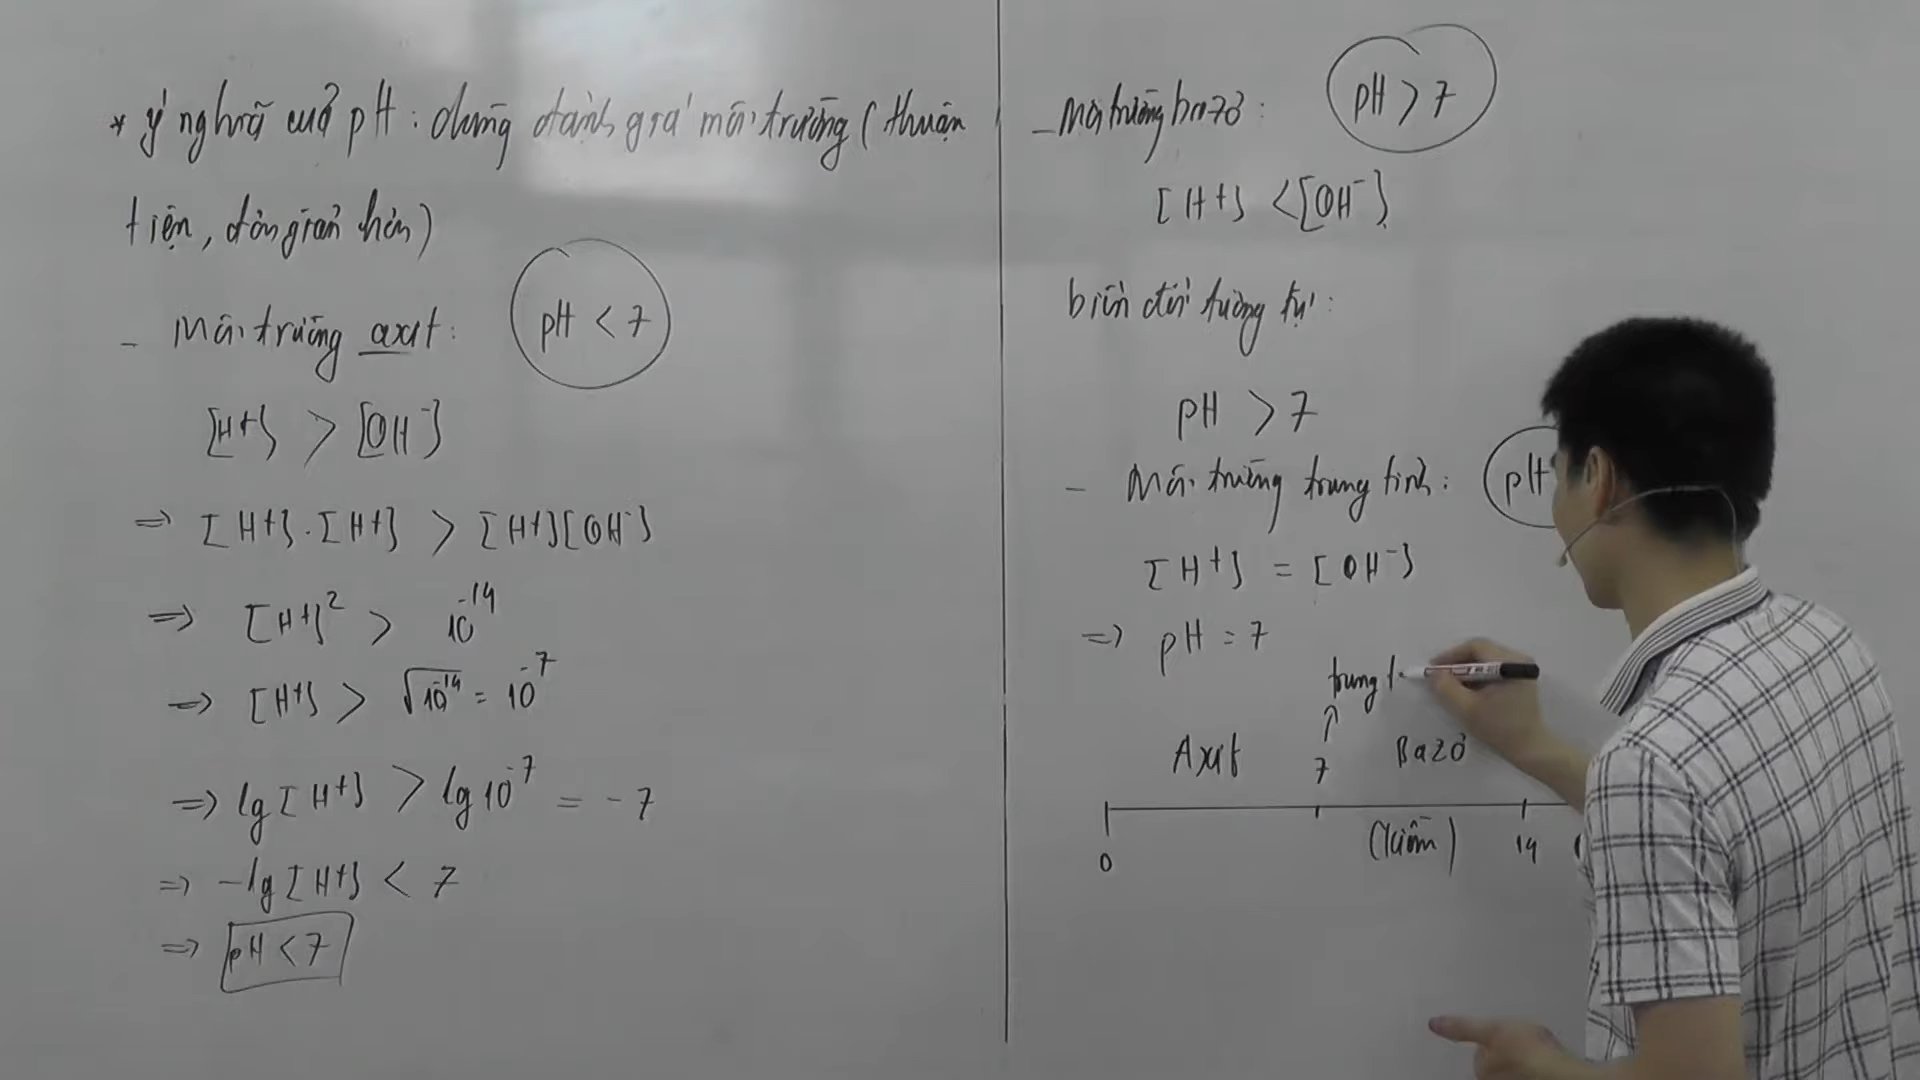 * ý nghĩa của pH : dùng đánh giá môi trường ( thuận
tiện, đơn giản hơn )
- Môi trường axit : pH < 7
[H+] > [OH-]
=> [H+] . [H+] > [H+][OH-]
=> [H+]² > 10^-14
=> [H+] > √10^-14 = 10^-7
=> lg [H+] > lg 10^-7 = -7
=> -lg [H+] < 7
=> pH < 7
- Môi trường bazơ : pH > 7
[H+] < [OH-]
biến đổi tương tự :
pH > 7
- Môi trường trung tính : pH
[H+] = [OH-]
=> pH = 7
trung t
↑
Axit 7 Bazơ
0 (kiềm) 14